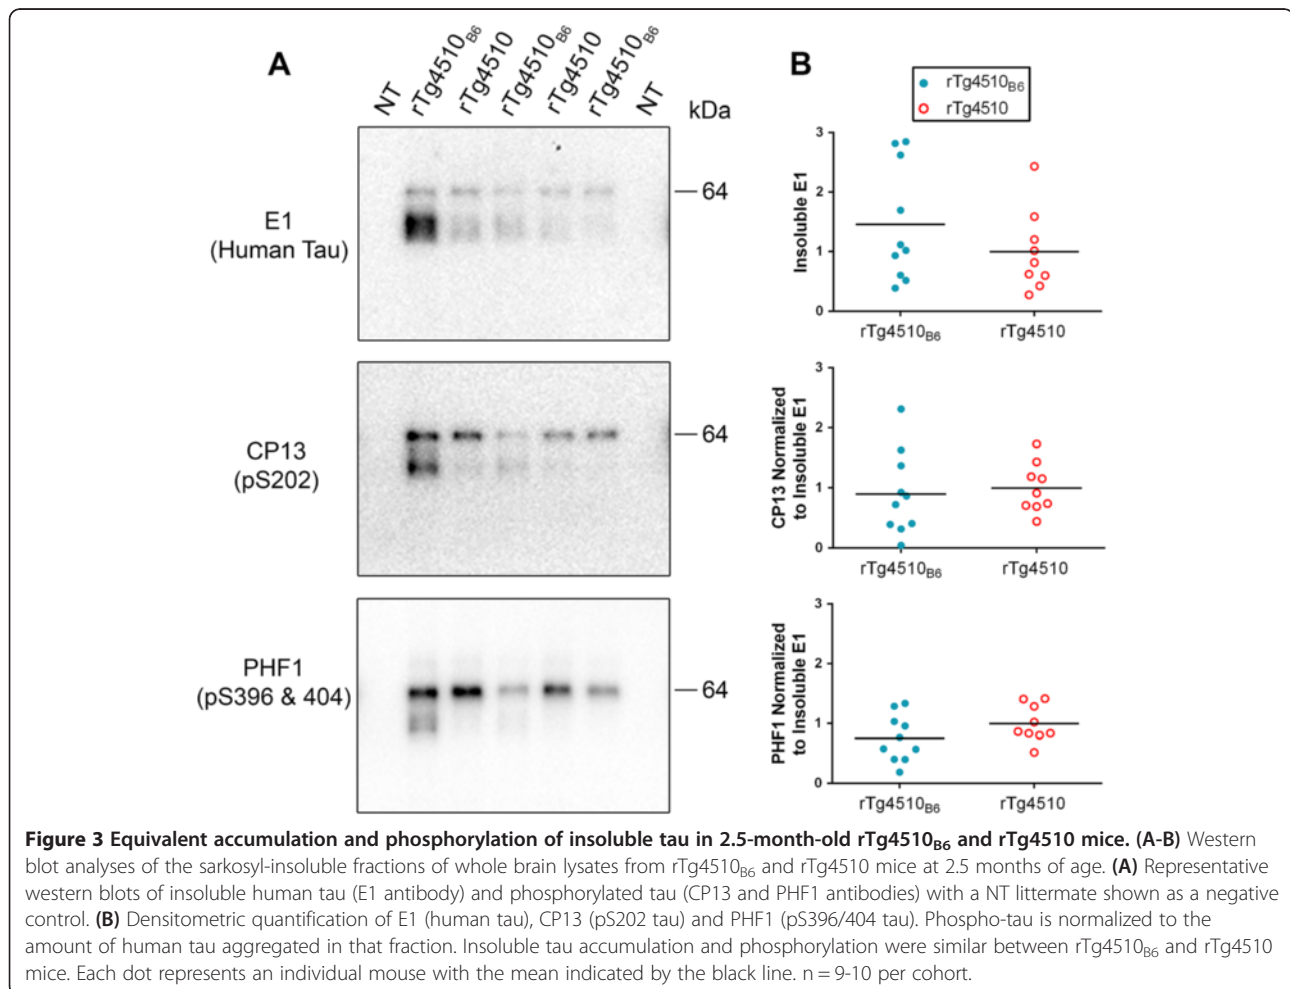 A
B
NT
rTg4510B6
rTg4510
rTg4510B6
rTg4510
rTg4510B6
NT
kDa
E1
(Human Tau)
64
CP13
(pS202)
64
PHF1
(pS396 & 404)
64
rTg4510B6
rTg4510
Insoluble E1
3
2
1
0
rTg4510B6
rTg4510
CP13 Normalized
to Insoluble E1
3
2
1
0
rTg4510B6
rTg4510
PHF1 Normalized
to Insoluble E1
3
2
1
0
rTg4510B6
rTg4510
Figure 3 Equivalent accumulation and phosphorylation of insoluble tau in 2.5-month-old rTg4510B6 and rTg4510 mice. (A-B) Western
blot analyses of the sarkosyl-insoluble fractions of whole brain lysates from rTg4510B6 and rTg4510 mice at 2.5 months of age. (A) Representative
western blots of insoluble human tau (E1 antibody) and phosphorylated tau (CP13 and PHF1 antibodies) with a NT littermate shown as a negative
control. (B) Densitometric quantification of E1 (human tau), CP13 (pS202 tau) and PHF1 (pS396/404 tau). Phospho-tau is normalized to the
amount of human tau aggregated in that fraction. Insoluble tau accumulation and phosphorylation were similar between rTg4510B6 and rTg4510
mice. Each dot represents an individual mouse with the mean indicated by the black line. n = 9-10 per cohort.